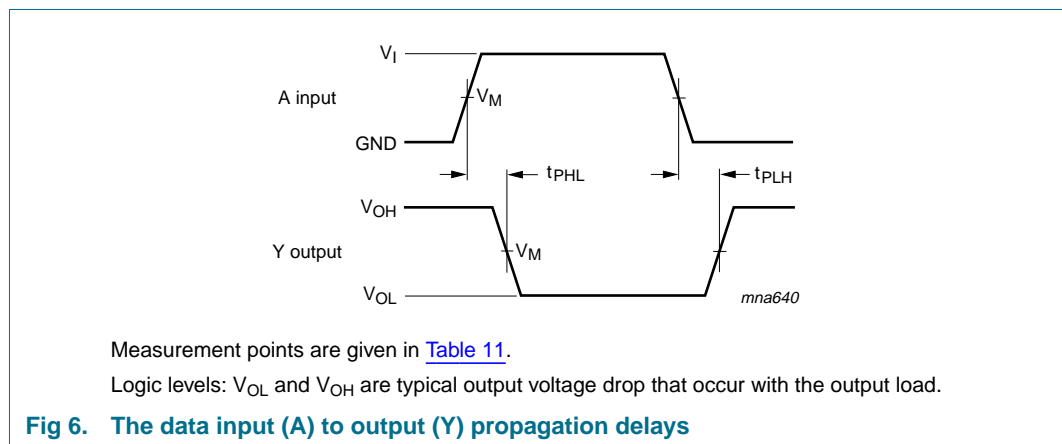 VI
A input
VM
GND
tPHL
tPLH
VOH
Y output
VM
VOL
mna640
Measurement points are given in Table 11.
Logic levels: VOL and VOH are typical output voltage drop that occur with the output load.
Fig 6. The data input (A) to output (Y) propagation delays